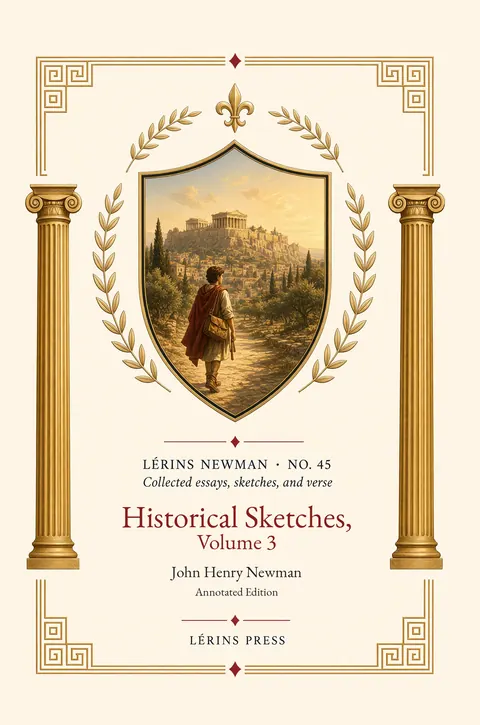 LÉRINS NEWMAN · NO. 45
Collected essays, sketches, and verse
Historical Sketches,
Volume 3
John Henry Newman
Annotated Edition
LÉRINS PRESS